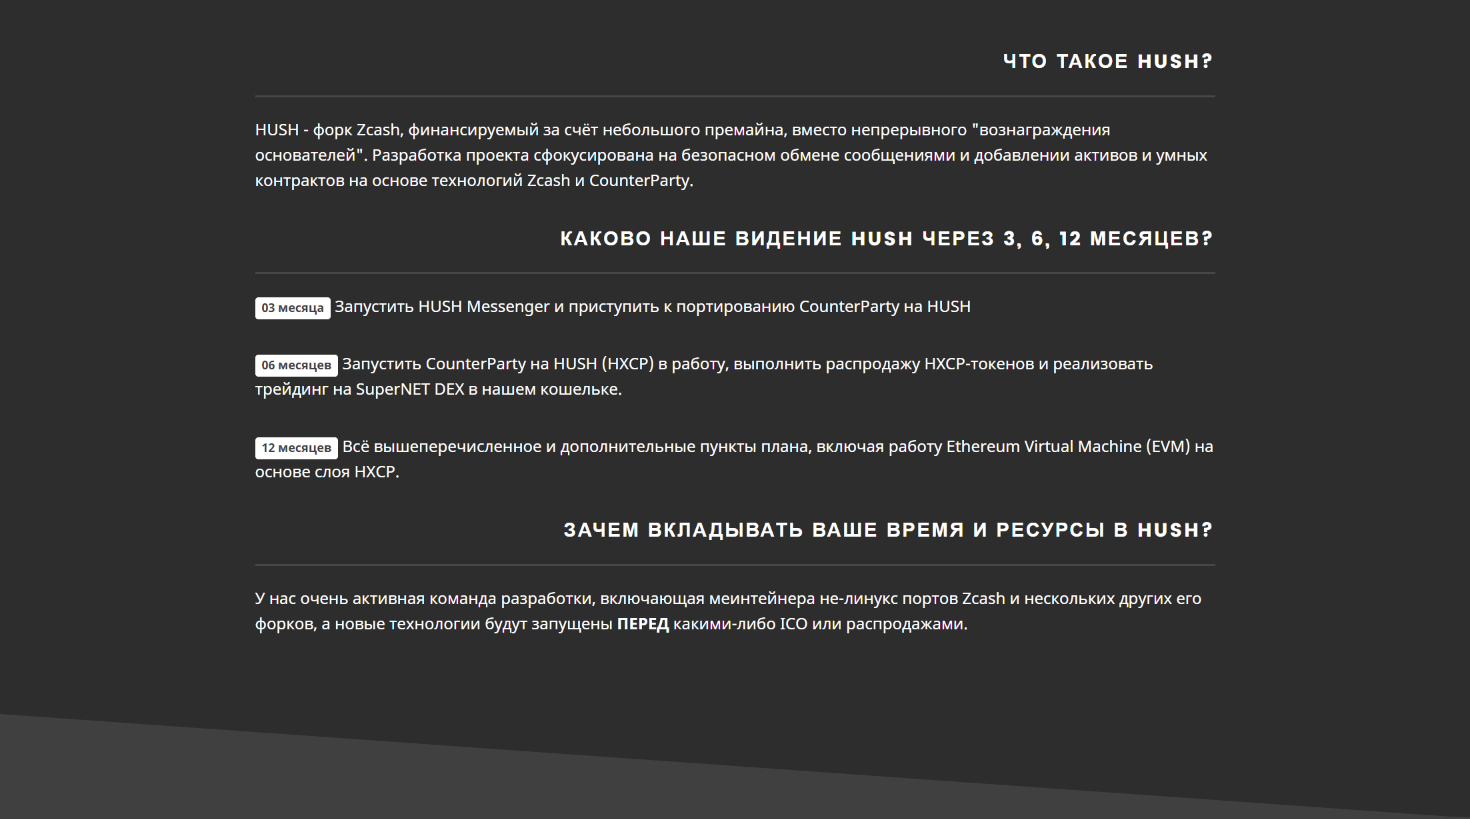 ЧТО ТАКОЕ HUSH?
HUSH - форк Zcash, финансируемый за счёт небольшого премайна, вместо непрерывного "вознаграждения
основателей". Разработка проекта сфокусирована на безопасном обмене сообщениями и добавлении активов и умных
контрактов на основе технологий Zcash и CounterParty.
КАКОВО НАШЕ ВИДЕНИЕ HUSH ЧЕРЕЗ 3, 6, 12 МЕСЯЦЕВ?
03 месяца Запустить HUSH Messenger и приступить к портированию CounterParty на HUSH
06 месяцев Запустить CounterParty на HUSH (HXCP) в работу, выполнить распродажу HXCP-токенов и реализовать
трейдинг на SuperNET DEX в нашем кошельке.
12 месяцев Всё вышеперечисленное и дополнительные пункты плана, включая работу Ethereum Virtual Machine (EVM) на
основе слоя HXCP.
ЗАЧЕМ ВКЛАДЫВАТЬ ВАШЕ ВРЕМЯ И РЕСУРСЫ В HUSH?
У нас очень активная команда разработки, включающая меинтейнера не-линукс портов Zcash и нескольких других его
форков, а новые технологии будут запущены ПЕРЕД какими-либо ICO или распродажами.